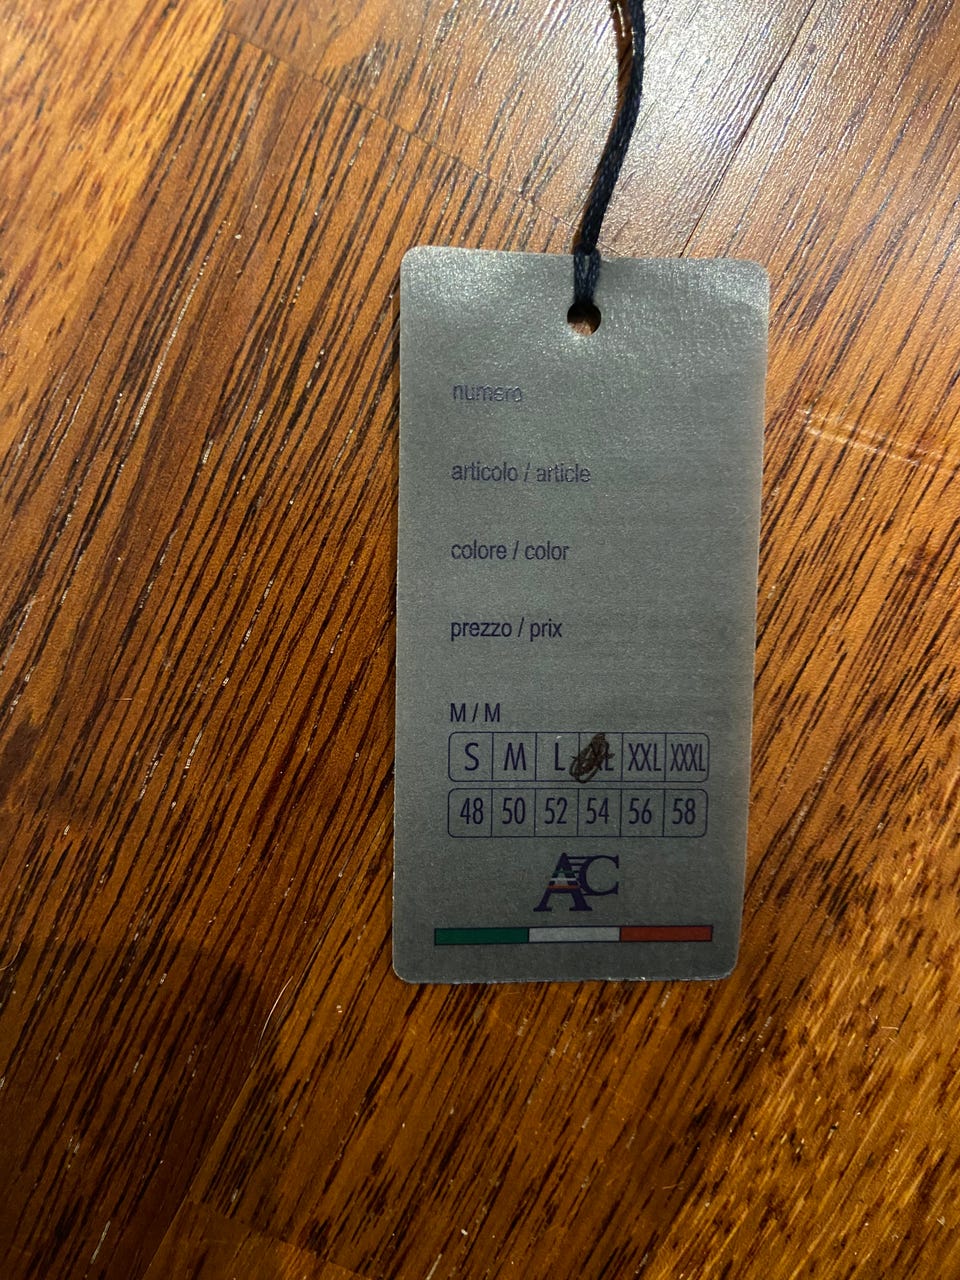 numero
articolo / article
colore / color
prezzo / prix
M / M
S M L XL XXL XXXL
48 50 52 54 56 58
AC